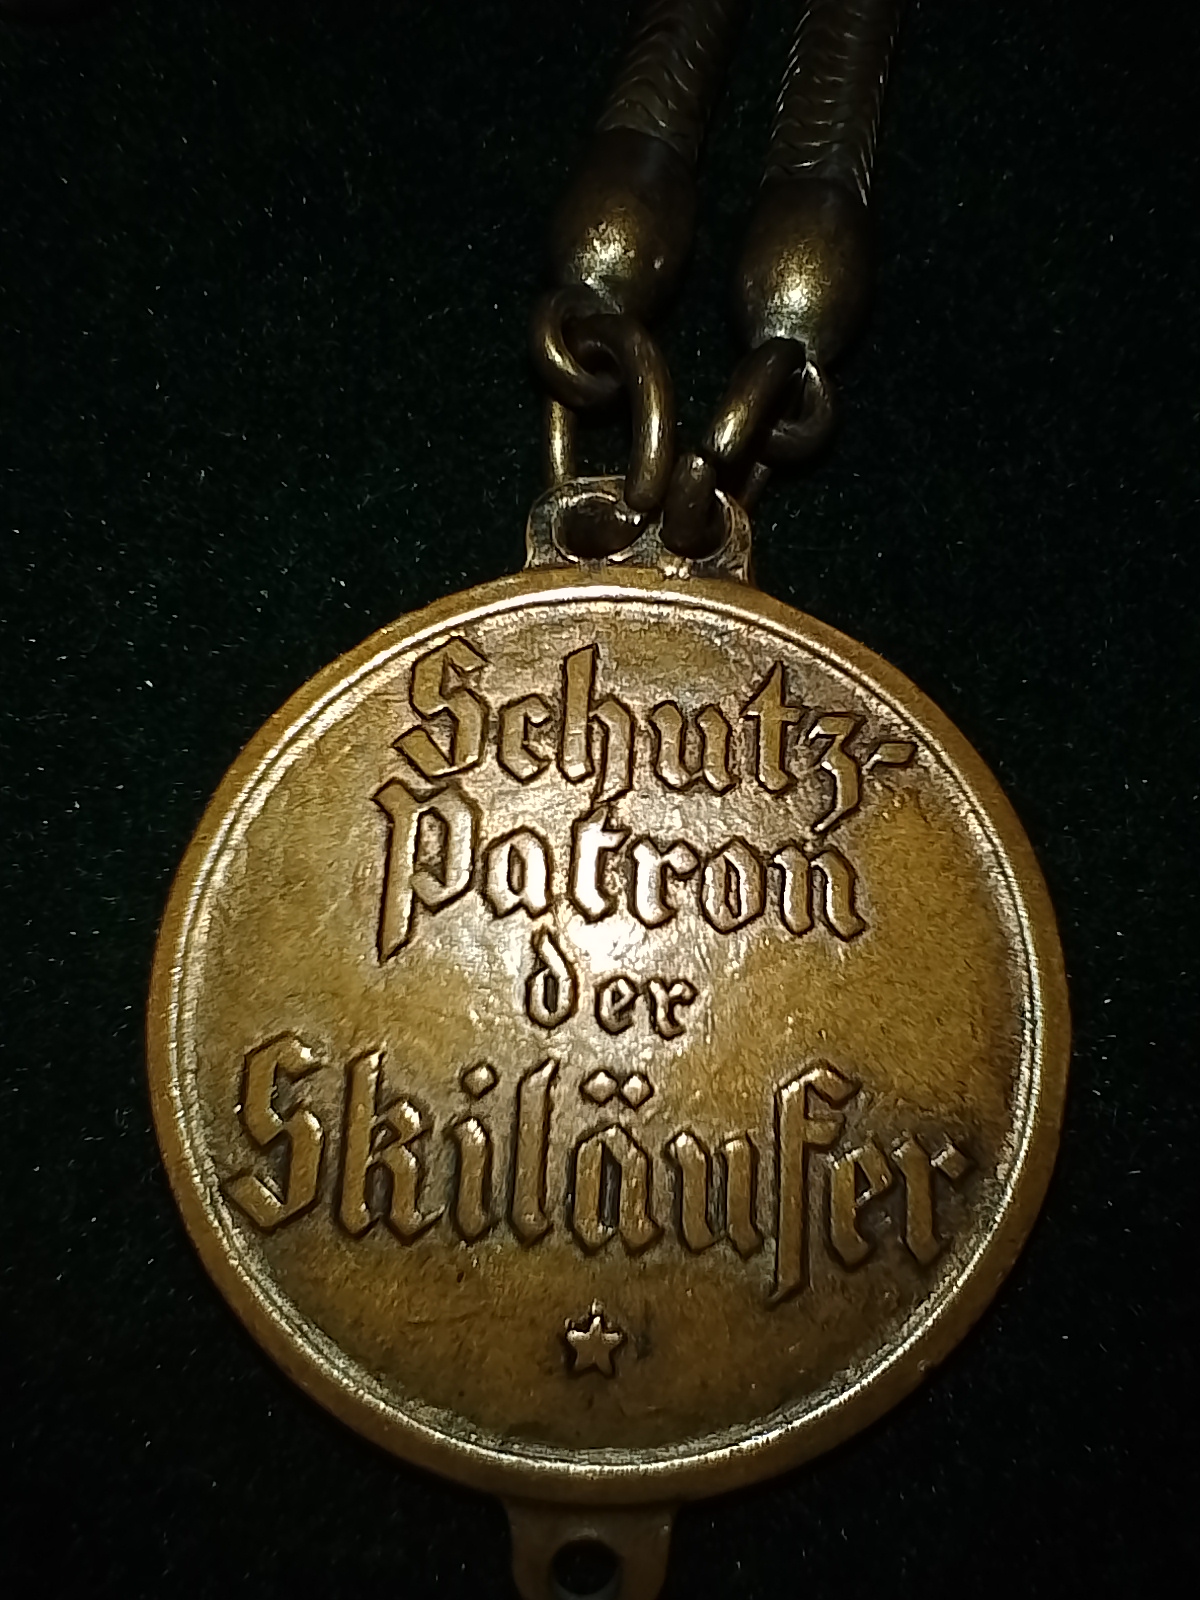 Schutz-
Patron
der
Skiläufer